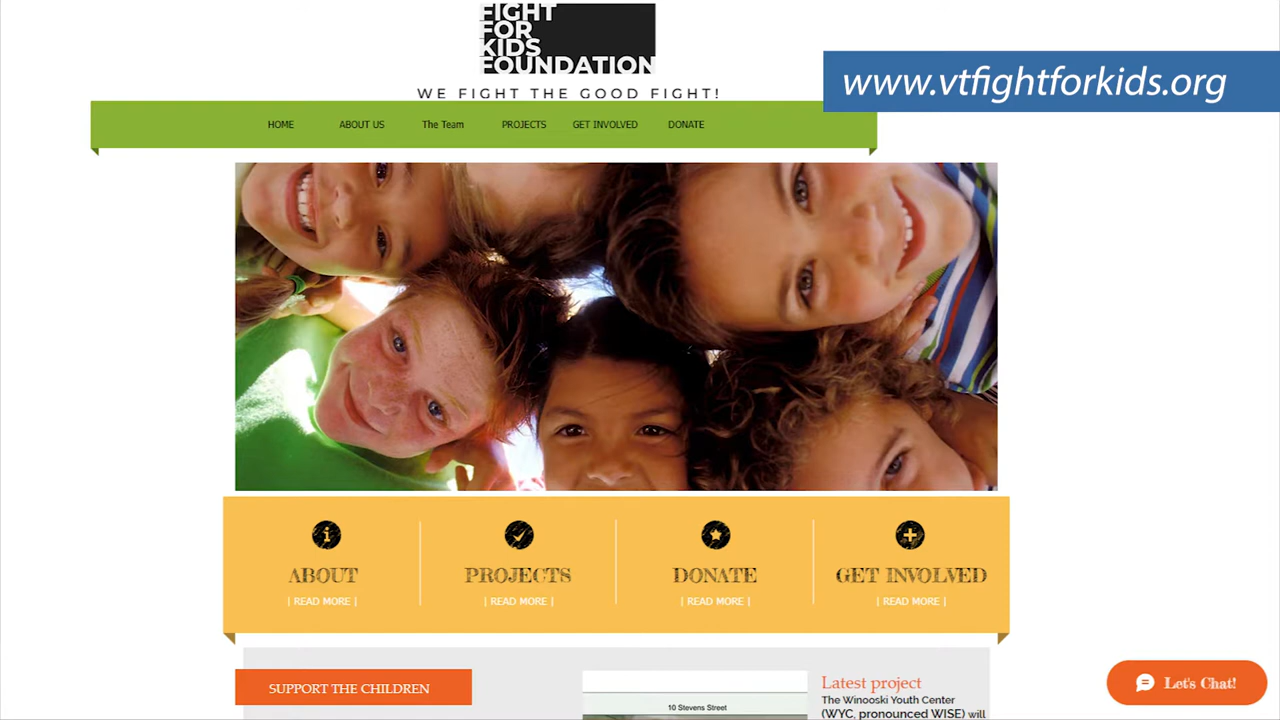 FIGHT
FOR
KIDS
FOUNDATION
WE FIGHT THE GOOD FIGHT!
www.vtfightforkids.org
HOME ABOUT US The Team PROJECTS GET INVOLVED DONATE
ABOUT PROJECTS DONATE GET INVOLVED
| READ MORE | | READ MORE | | READ MORE | | READ MORE |
SUPPORT THE CHILDREN
10 Stevens Street
Latest project
The Winooski Youth Center
(WYC, pronounced WISE) will
Let's Chat!